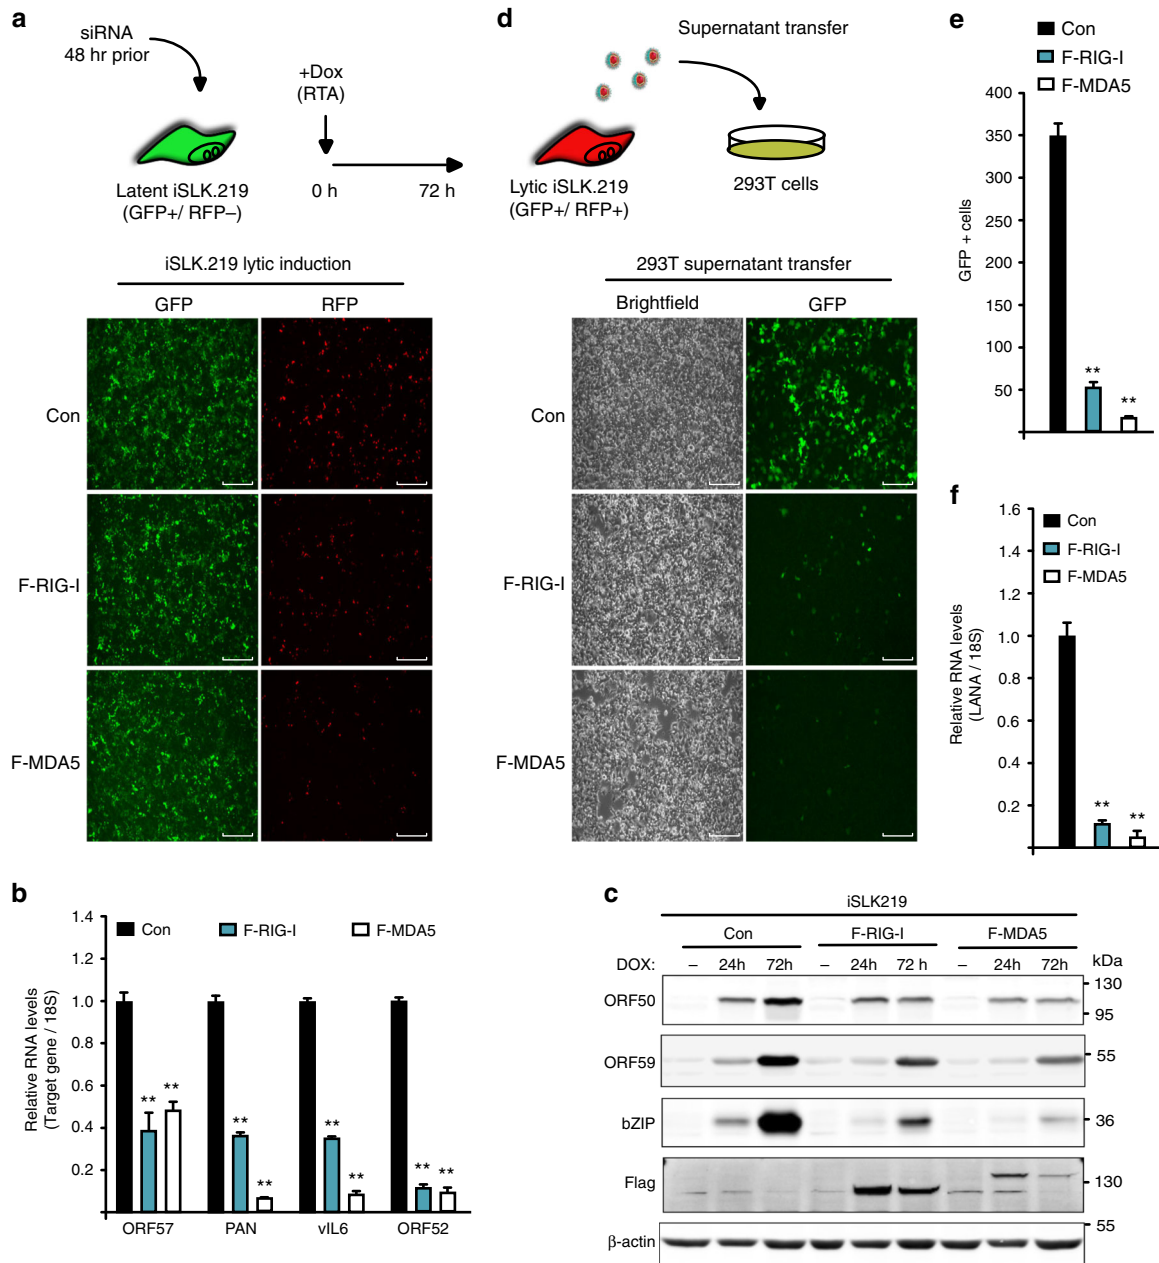 a
siRNA
48 hr prior
+Dox
(RTA)
Latent iSLK.219
(GFP+/ RFP–)
0 h
72 h
iSLK.219 lytic induction
GFP
RFP
Con
F-RIG-I
F-MDA5
d
Supernatant transfer
Lytic iSLK.219
(GFP+/ RFP+)
293T cells
293T supernatant transfer
Brightfield
GFP
Con
F-RIG-I
F-MDA5
e
Con
F-RIG-I
F-MDA5
GFP + cells
400
350
300
250
200
150
100
50
**
**
f
Con
F-RIG-I
F-MDA5
Relative RNA levels
(LANA / 18S)
1.6
1.4
1.2
1.0
0.8
0.6
0.4
0.2
**
**
b
Con
F-RIG-I
F-MDA5
Relative RNA levels
(Target gene / 18S)
1.4
1.2
1.0
0.8
0.6
0.4
0.2
**
**
**
**
**
**
**
**
ORF57
PAN
vIL6
ORF52
c
iSLK219
Con
F-RIG-I
F-MDA5
DOX:
–
24h
72h
–
24h
72 h
–
24h
72h
kDa
ORF50
130
95
ORF59
55
bZIP
36
Flag
130
55
β-actin